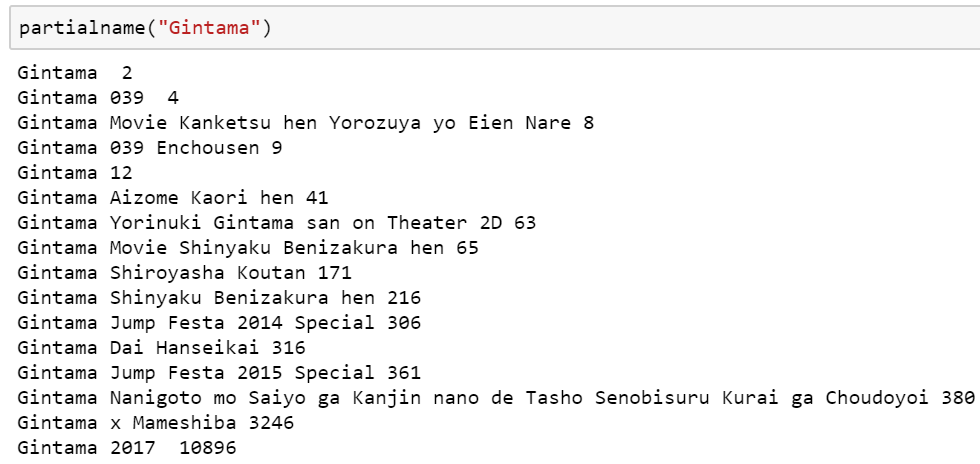 partialname("Gintama")
Gintama  2
Gintama 039  4
Gintama Movie Kanketsu hen Yorozuya yo Eien Nare 8
Gintama 039 Enchousen 9
Gintama 12
Gintama Aizome Kaori hen 41
Gintama Yorinuki Gintama san on Theater 2D 63
Gintama Movie Shinyaku Benizakura hen 65
Gintama Shiroyasha Koutan 171
Gintama Shinyaku Benizakura hen 216
Gintama Jump Festa 2014 Special 306
Gintama Dai Hanseikai 316
Gintama Jump Festa 2015 Special 361
Gintama Nanigoto mo Saiyo ga Kanjin nano de Tasho Senobisuru Kurai ga Choudoyoi 380
Gintama x Mameshiba 3246
Gintama 2017  10896